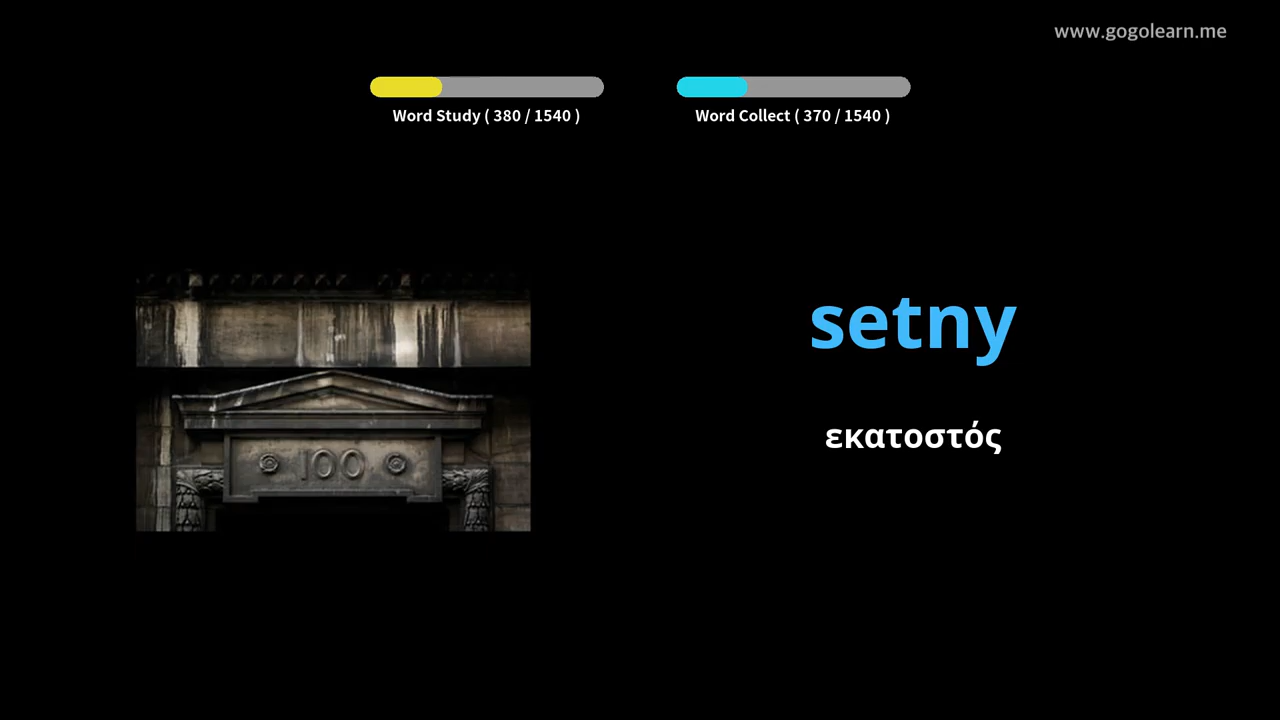 www.gogolearn.me
Word Study ( 380 / 1540 )
Word Collect ( 370 / 1540 )
setny
εκατοστός
100